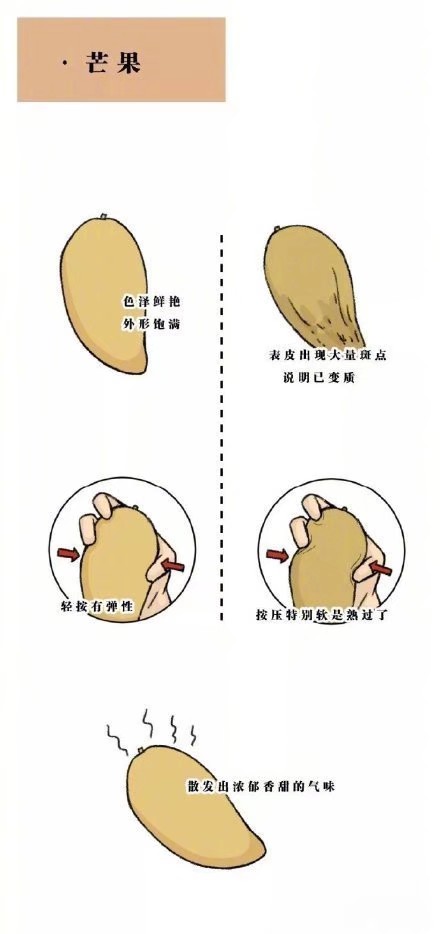 · 芒果
色泽鲜艳
外形饱满
表皮出现大量斑点
说明已变质
轻按有弹性
按压特别软是熟过了
散发出浓郁香甜的气味